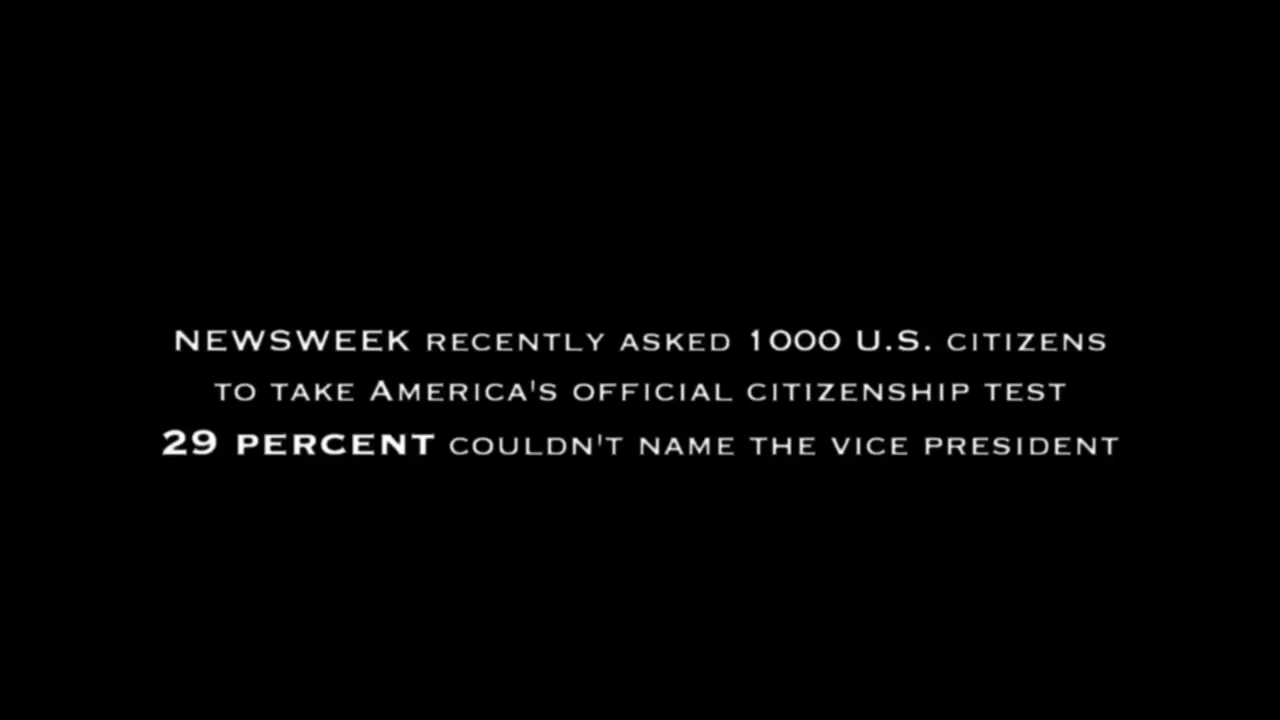 NEWSWEEK RECENTLY ASKED 1000 U.S. CITIZENS
TO TAKE AMERICA'S OFFICIAL CITIZENSHIP TEST
29 PERCENT COULDN'T NAME THE VICE PRESIDENT